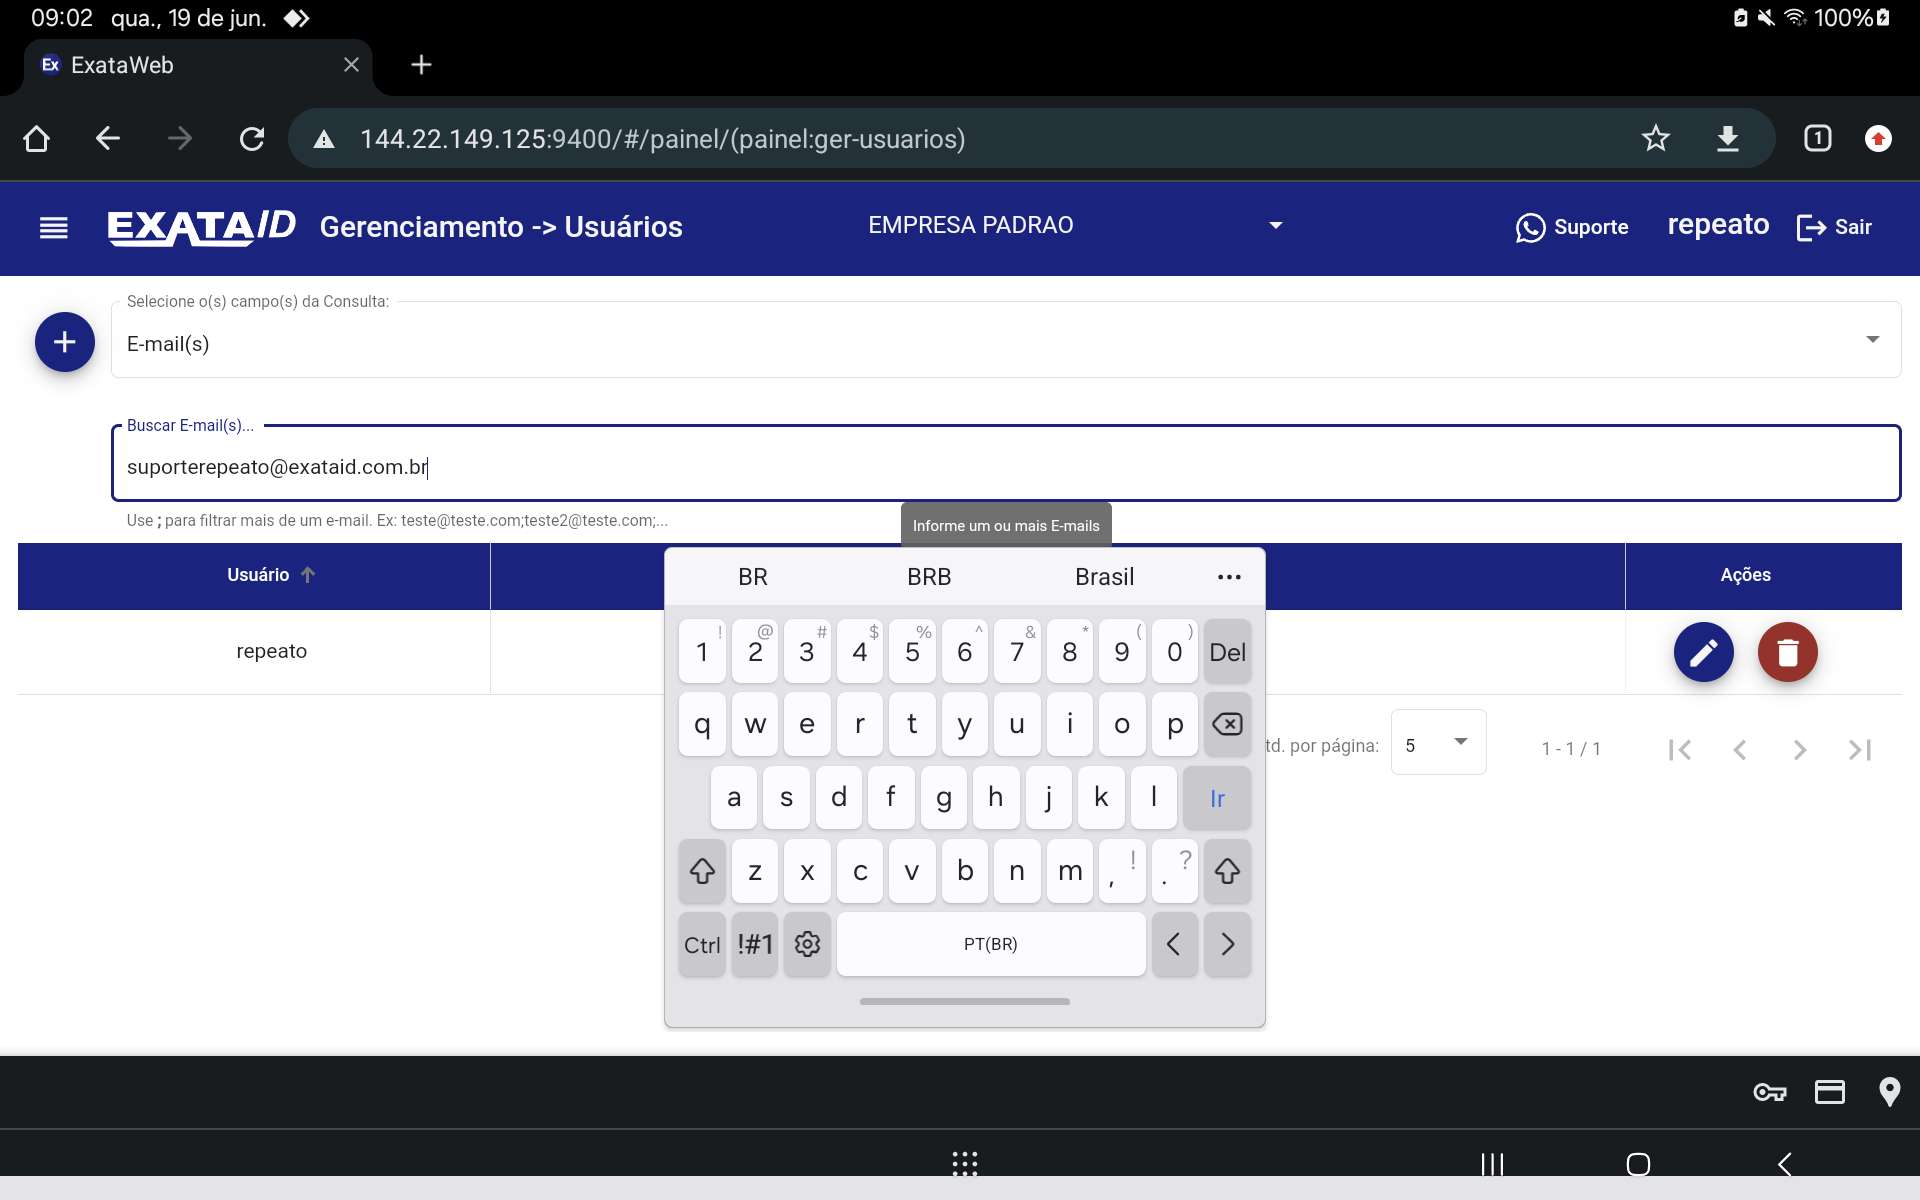 09:02 qua., 19 de jun. 100%
Ex ExataWeb
144.22.149.125:9400/#/painel/(painel:ger-usuarios) 1
EXATA/D Gerenciamento -> Usuários EMPRESA PADRAO Suporte repeato Sair
Selecione o(s) campo(s) da Consulta:
E-mail(s)
Buscar E-mail(s)...
suporterepeato@exataid.com.br
Use ; para filtrar mais de um e-mail. Ex: teste@teste.com;teste2@teste.com;...
Informe um ou mais E-mails
Usuário Ações
repeato
td. por página: 5 1 - 1 / 1
BR BRB Brasil ...
! @ # $ % ^ & * ( )
1 2 3 4 5 6 7 8 9 0 Del
q w e r t y u i o p
a s d f g h j k l Ir
z x c v b n m , ! . ?
Ctrl !#1 PT(BR) < >